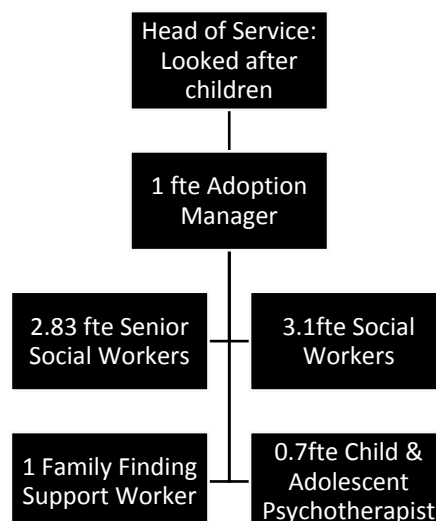 Head of Service:
Looked after
children
1 fte Adoption
Manager
2.83 fte Senior
Social Workers
3.1fte Social
Workers
1 Family Finding
Support Worker
0.7fte Child &
Adolescent
Psychotherapist